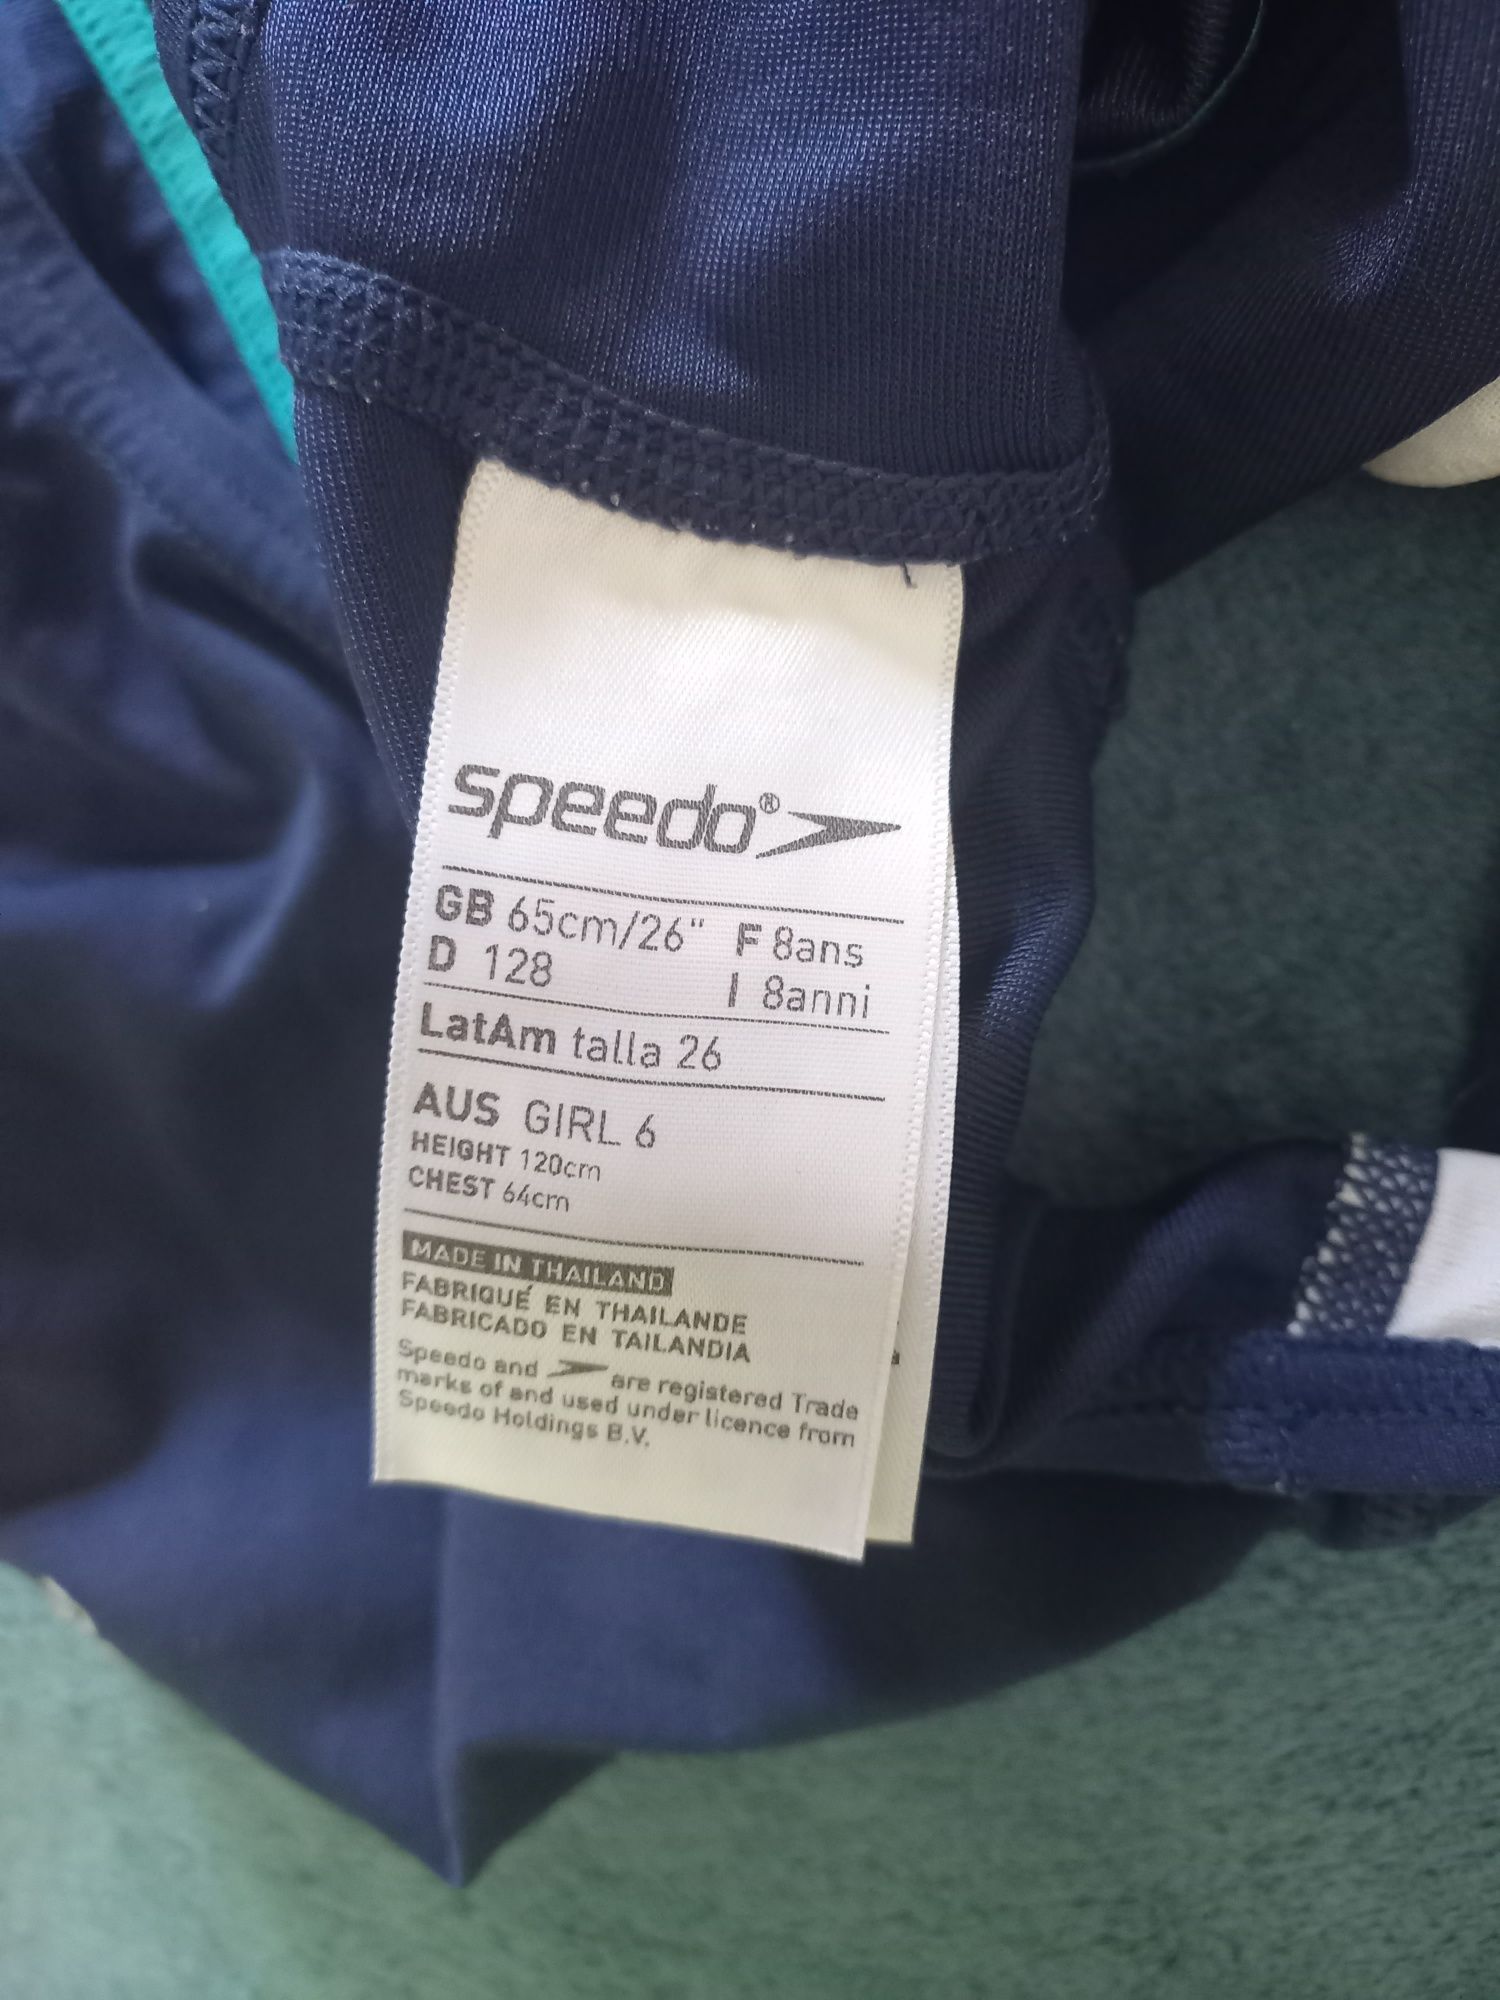 speedo®
GB 65cm/26" F 8ans
D 128 I 8anni
LatAm talla 26
AUS GIRL 6
HEIGHT 120cm
CHEST 64cm
MADE IN THAILAND
FABRIQUÉ EN THAILANDE
FABRICADO EN TAILANDIA
Speedo and are registered Trade
marks of and used under licence from
Speedo Holdings B.V.